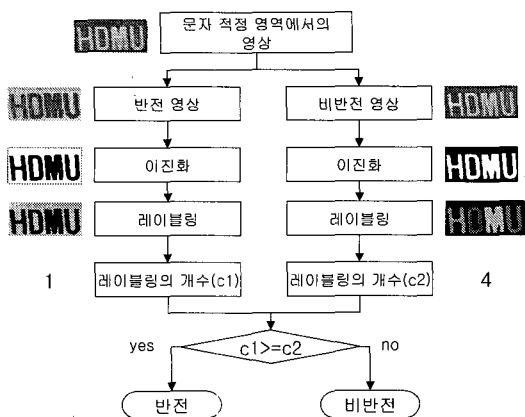 HDMU
문자 적정 영역에서의
영상
HDMU
반전 영상
비반전 영상
HDMU
HDMU
이진화
이진화
HDMU
HDMU
레이블링
레이블링
HDMU
1
레이블링의 개수(c1)
레이블링의 개수(c2)
4
yes
c1>=c2
no
반전
비반전